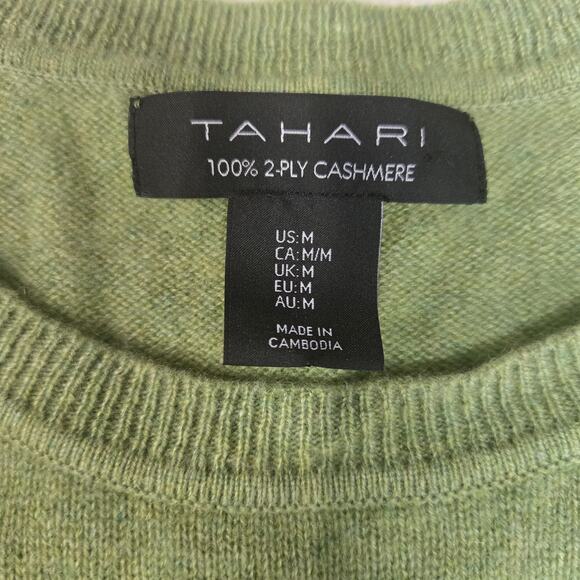 TAHARI
100% 2-PLY CASHMERE
US:M
CA:M/M
UK:M
EU:M
AU:M
MADE IN
CAMBODIA